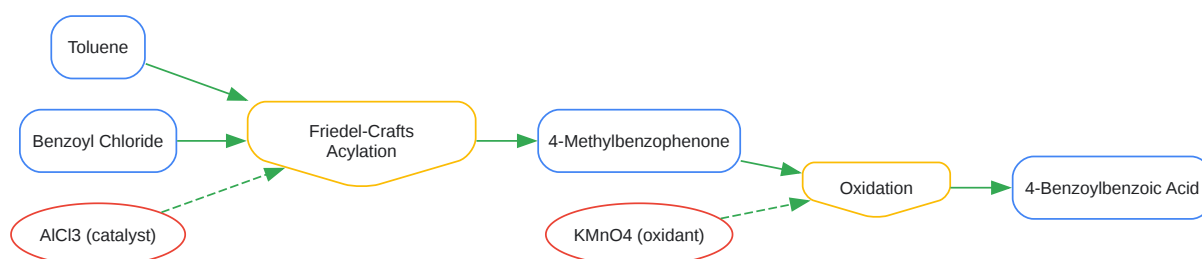 Toluene
Benzoyl Chloride
AlCl3 (catalyst)
Friedel-Crafts
Acylation
4-Methylbenzophenone
KMnO4 (oxidant)
Oxidation
4-Benzoylbenzoic Acid